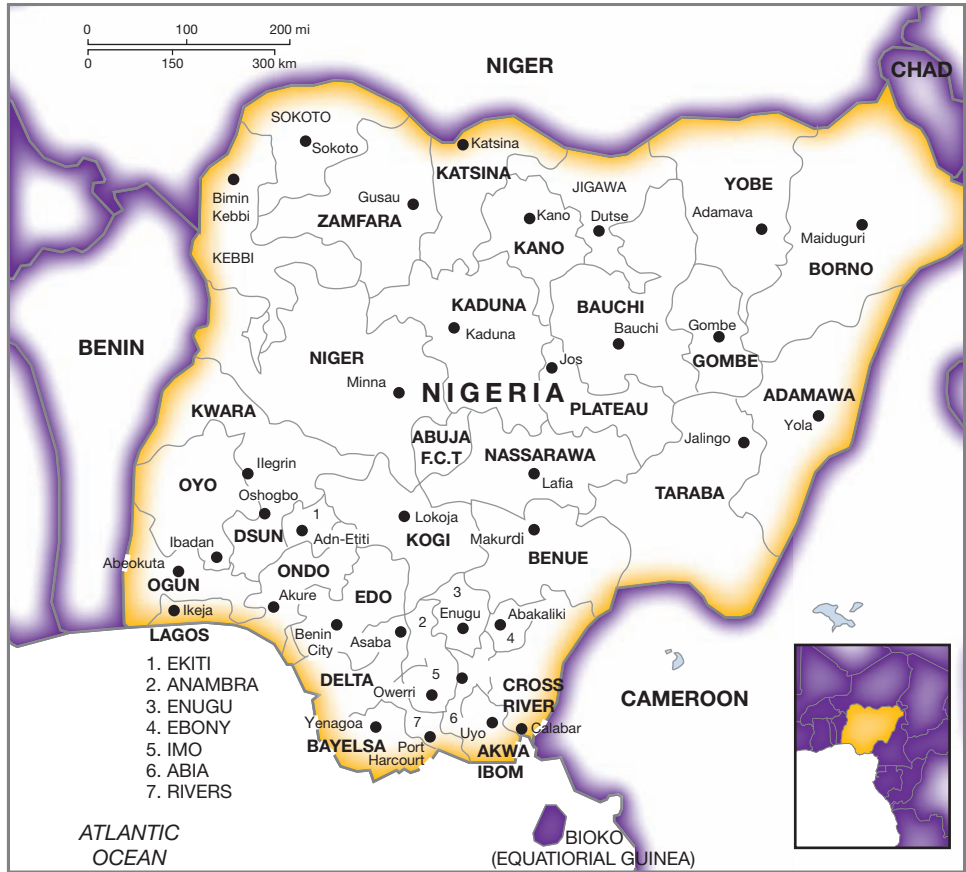 0 100 200 mi
0 150 300 km
NIGER
CHAD
SOKOTO
Sokoto
Katsina
KATSINA
Bimin
Kebbi
Gusau
ZAMFARA
JIGAWA
YOBE
Kano
Dutse
KANO
Adamava
Maiduguri
BORNO
KEBBI
KADUNA
Kaduna
BAUCHI
Bauchi
Gombe
GOMBE
BENIN
NIGER
Minna
Jos
NIGERIA
PLATEAU
ADAMAWA
Yola
KWARA
ABUJA
F.C.T
NASSARAWA
Lafia
Jalingo
TARABA
Ilegrin
OYO
Oshogbo
1
DSUN
Adn-Etiti
Lokoja
KOGI
Makurdi
BENUE
Ibadan
Abeokuta
OGUN
ONDO
Akure
EDO
3
Enugu
Abakaliki
2
4
Ikeja
LAGOS
Benin
City
Asaba
DELTA
5
Owerri
CROSS
RIVER
CAMEROON
Yenagoa
BAYELSA
7
Port
Harcourt
6
Uyo
Calabar
AKWA
IBOM
1. EKITI
2. ANAMBRA
3. ENUGU
4. EBONY
5. IMO
6. ABIA
7. RIVERS
ATLANTIC
OCEAN
BIOKO
(EQUATIORIAL GUINEA)